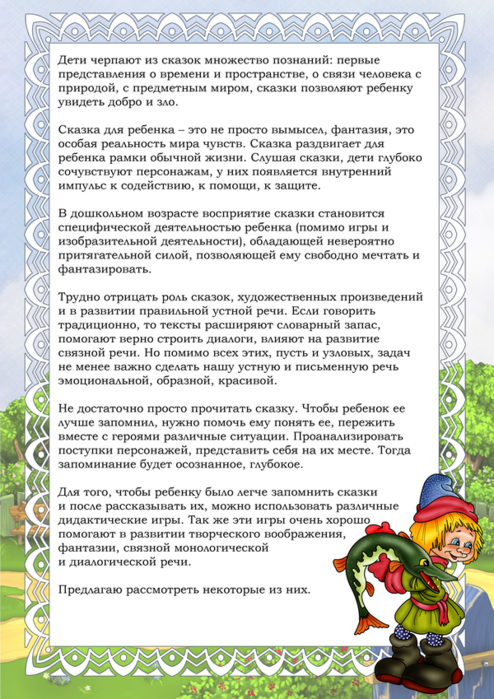 Дети черпают из сказок множество познаний: первые
представления о времени и пространстве, о связи человека с
природой, с предметным миром, сказки позволяют ребенку
увидеть добро и зло.
Сказка для ребенка – это не просто вымысел, фантазия, это
особая реальность мира чувств. Сказка раздвигает для
ребенка рамки обычной жизни. Слушая сказки, дети глубоко
сочувствуют персонажам, у них появляется внутренний
импульс к содействию, к помощи, к защите.
В дошкольном возрасте восприятие сказки становится
специфической деятельностью ребенка (помимо игры и
изобразительной деятельности), обладающей невероятно
притягательной силой, позволяющей ему свободно мечтать и
фантазировать.
Трудно отрицать роль сказок, художественных произведений
и в развитии правильной устной речи. Если говорить
традиционно, то тексты расширяют словарный запас,
помогают верно строить диалоги, влияют на развитие
связной речи. Но помимо всех этих, пусть и узловых, задач
не менее важно сделать нашу устную и письменную речь
эмоциональной, образной, красивой.
Не достаточно просто прочитать сказку. Чтобы ребенок ее
лучше запомнил, нужно помочь ему понять ее, пережить
вместе с героями различные ситуации. Проанализировать
поступки персонажей, представить себя на их месте. Тогда
запоминание будет осознанное, глубокое.
Для того, чтобы ребенку было легче запомнить сказки
и после рассказывать их, можно использовать различные
дидактические игры. Так же эти игры очень хорошо
помогают в развитии творческого воображения,
фантазии, связной монологической
и диалогической речи.
Предлагаю рассмотреть некоторые из них.